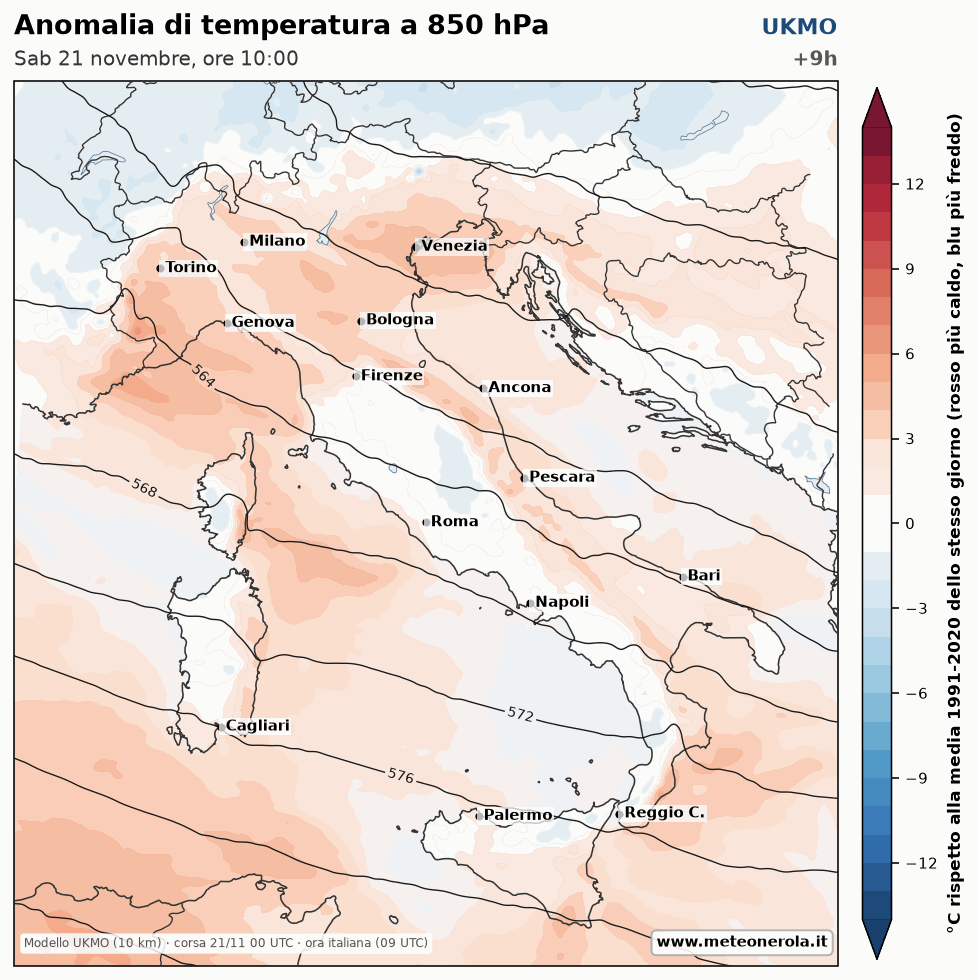 Anomalia di temperatura a 850 hPa
UKMO
Sab 21 novembre, ore 10:00
+9h
Milano
Venezia
Torino
Genova
Bologna
564
Firenze
Ancona
568
Pescara
Roma
Bari
Napoli
572
Cagliari
576
Palermo
Reggio C.
Modello UKMO (10 km) · corsa 21/11 00 UTC · ora italiana (09 UTC)
www.meteonerola.it
12
9
6
3
0
−3
−6
−9
−12
°C rispetto alla media 1991-2020 dello stesso giorno (rosso più caldo, blu più freddo)